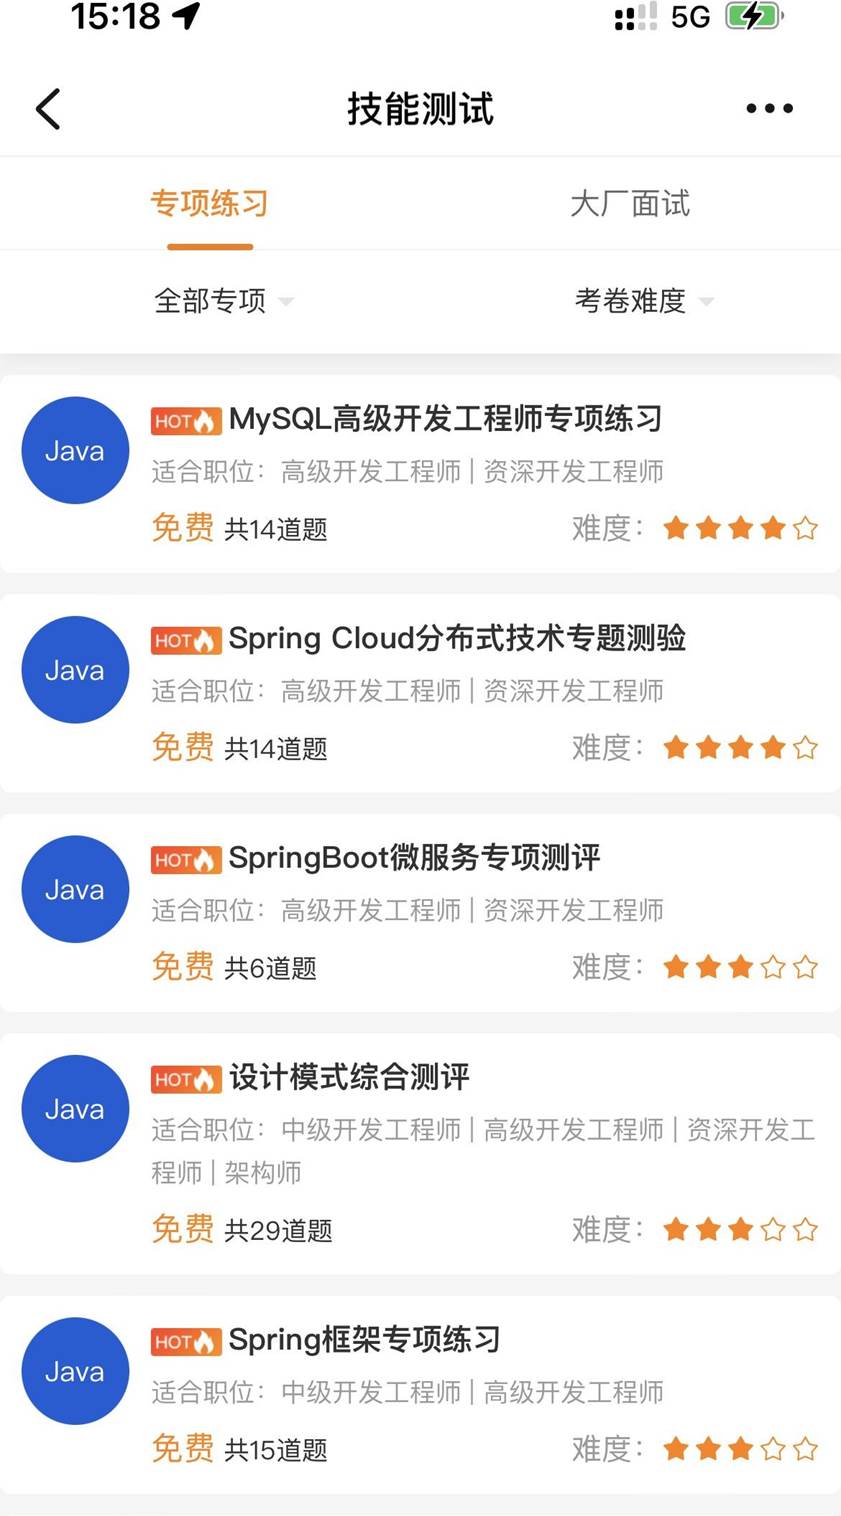 15:18 5G
技能测试
专项练习 大厂面试
全部专项 考卷难度
Java
HOT MySQL高级开发工程师专项练习
适合职位：高级开发工程师 | 资深开发工程师
免费 共14道题 难度：
Java
HOT Spring Cloud分布式技术专题测验
适合职位：高级开发工程师 | 资深开发工程师
免费 共14道题 难度：
Java
HOT SpringBoot微服务专项测评
适合职位：高级开发工程师 | 资深开发工程师
免费 共6道题 难度：
Java
HOT 设计模式综合测评
适合职位：中级开发工程师 | 高级开发工程师 | 资深开发工
程师 | 架构师
免费 共29道题 难度：
Java
HOT Spring框架专项练习
适合职位：中级开发工程师 | 高级开发工程师
免费 共15道题 难度：